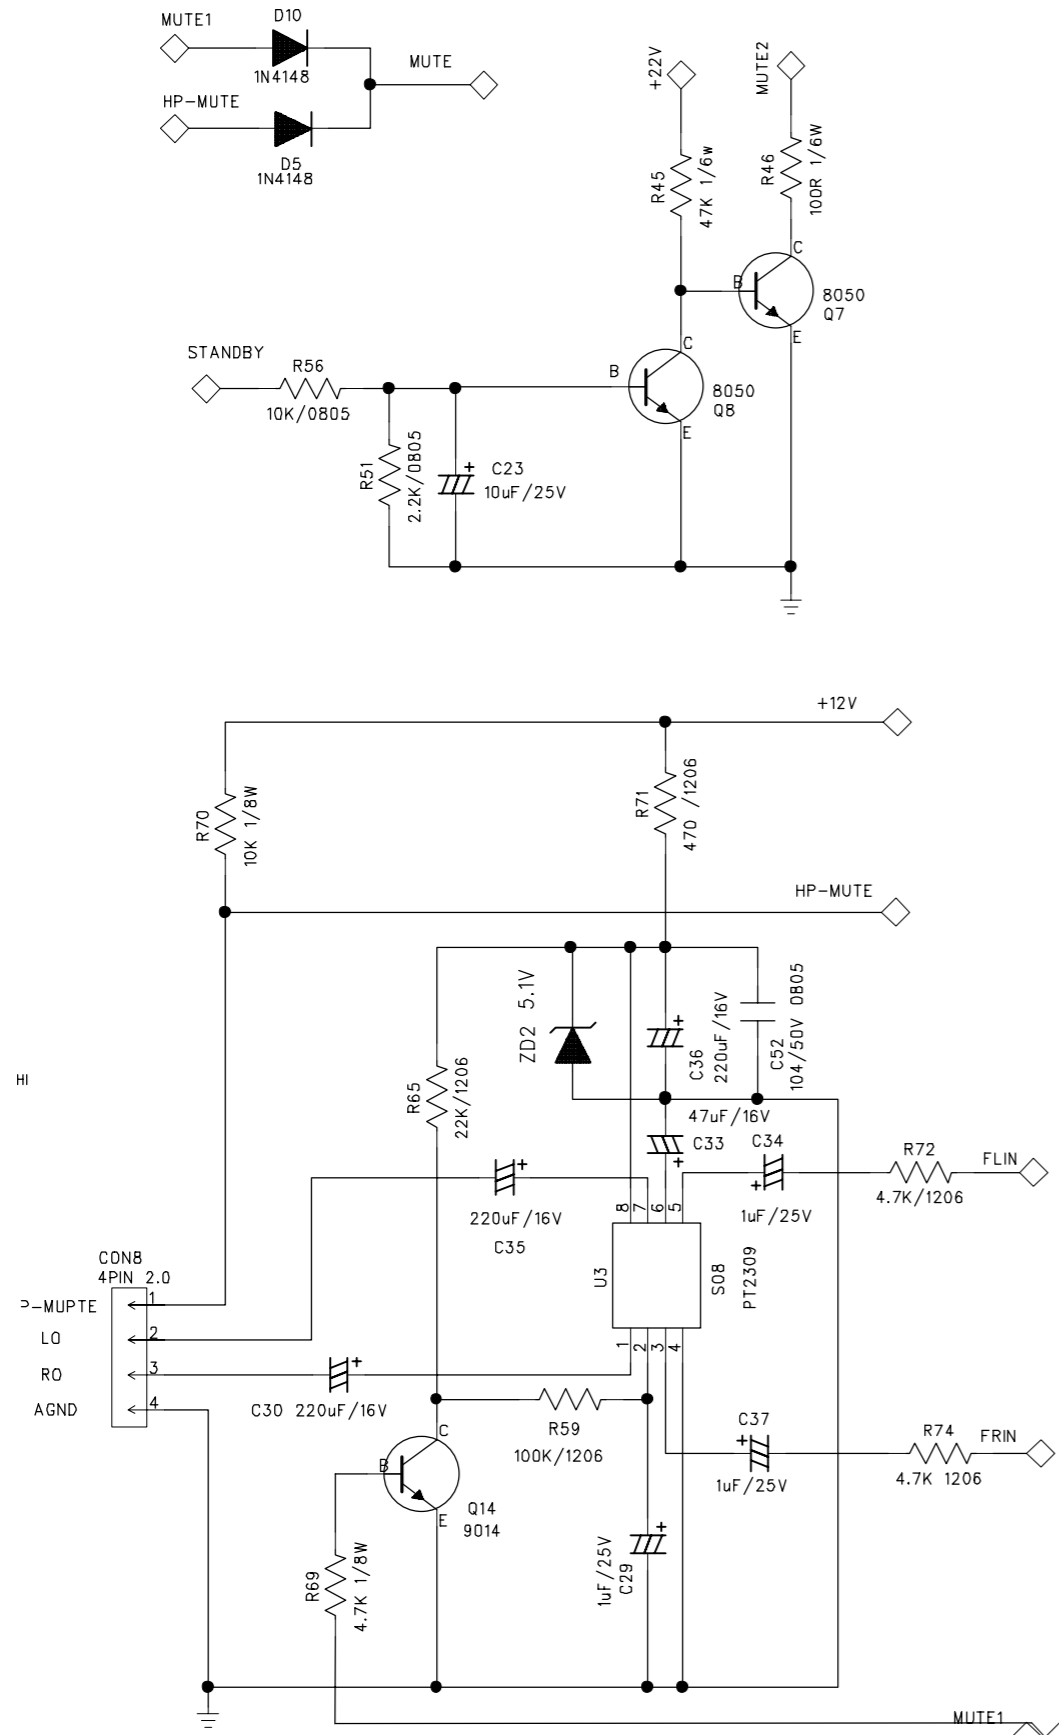 MUTE1
D10
1N4148
MUTE
HP-MUTE
D5
1N4148
+22V
MUTE2
R45
47K 1/6w
R46
100R 1/6W
C
B
8050
Q7
E
STANDBY
R56
10K/0805
B
C
8050
Q8
E
R51
2.2K/0805
+
C23
10uF/25V
+12V
R70
10K 1/8W
R71
470 /1206
HP-MUTE
ZD2 5.1V
+
C36
220uF/16V
C52
104/50V 0805
HI
R65
22K/1206
47uF/16V
C33
+
C34
+
1uF/25V
R72
4.7K/1206
FLIN
+
220uF/16V
C35
8
7
6
5
U3
SO8
PT2309
1
2
3
4
CON8
4PIN 2.0
P-MUPTE
1
LO
2
RO
3
AGND
4
+
C30 220uF/16V
R59
100K/1206
C37
+
1uF/25V
R74
4.7K 1206
FRIN
C
B
E
Q14
9014
R69
4.7K 1/8W
+
1uF/25V
C29
MUTE1